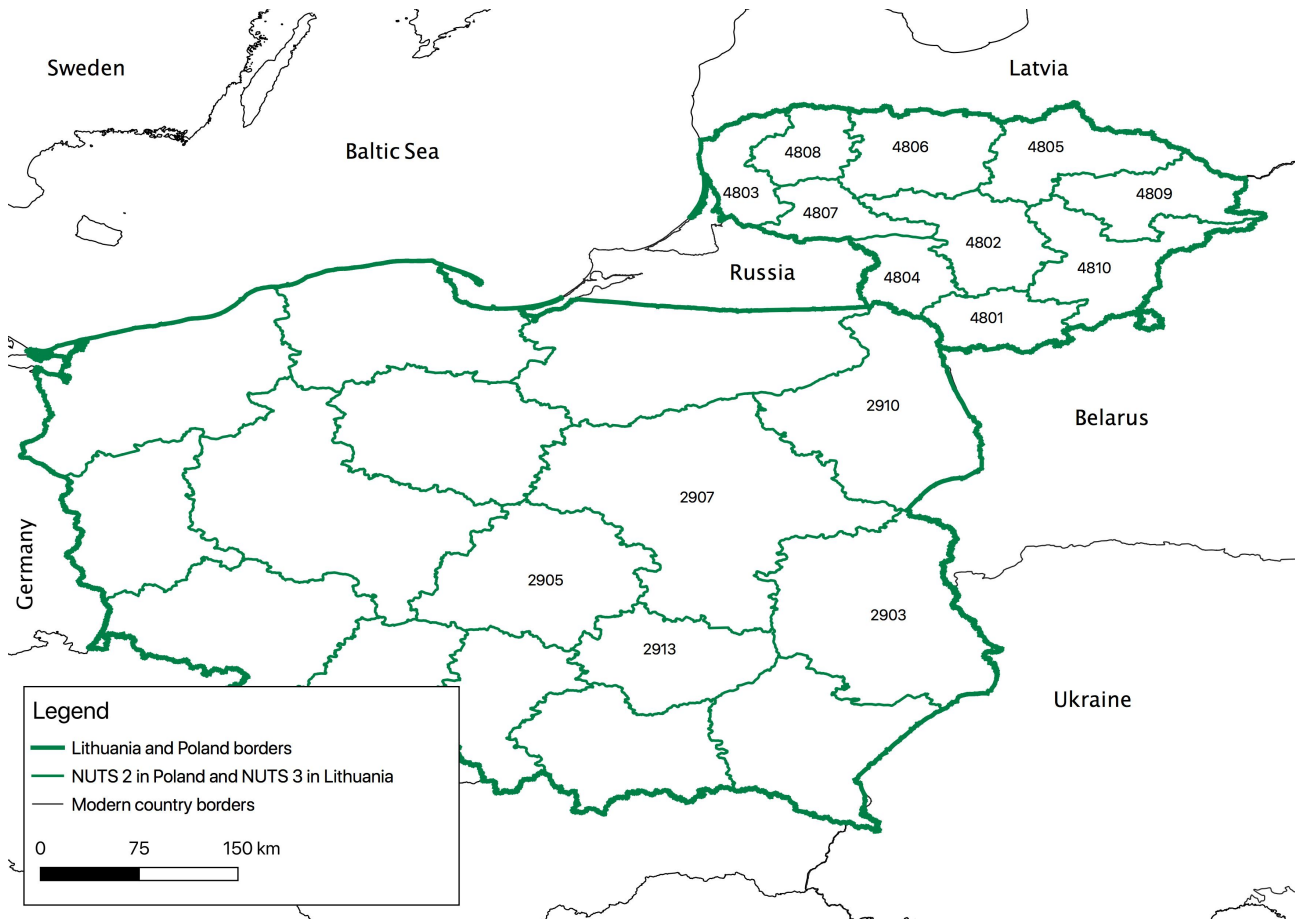 Sweden
Latvia
Baltic Sea
4808
4806
4805
4803
4809
4807
4802
4810
Russia
4804
4801
2910
Belarus
2907
Germany
2905
2903
2913
Ukraine
Legend
Lithuania and Poland borders
NUTS 2 in Poland and NUTS 3 in Lithuania
Modern country borders
0 75 150 km